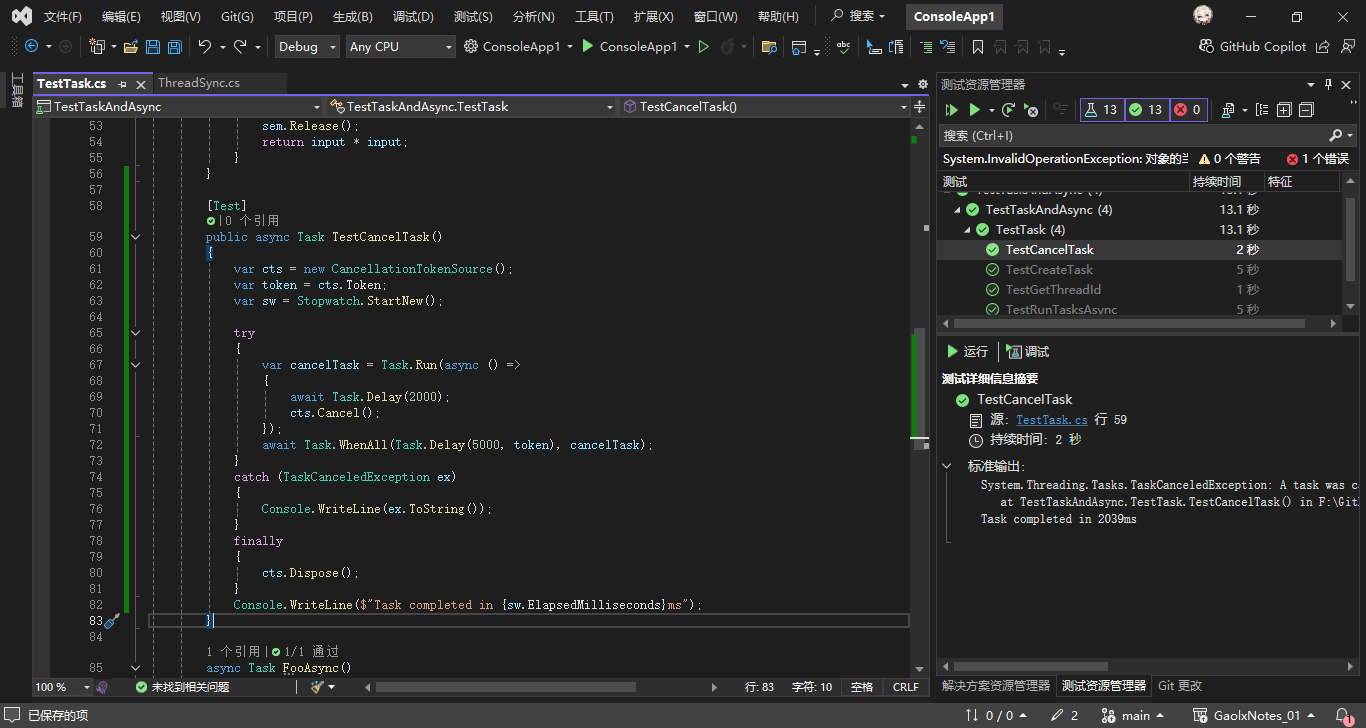 文件(F) 编辑(E) 视图(V) Git(G) 项目(P) 生成(B) 调试(D) 测试(S) 分析(N) 工具(T) 扩展(X) 窗口(W) 帮助(H) 搜索 ConsoleApp1
Debug Any CPU ConsoleApp1 ConsoleApp1 GitHub Copilot
工具箱
TestTask.cs ThreadSync.cs
TestTaskAndAsync TestTaskAndAsync.TestTask TestCancelTask()
53 sem.Release();
54 return input * input;
55 }
56 }
57
58 [Test]
0 个引用
59 public async Task TestCancelTask()
60 {
61 var cts = new CancellationTokenSource();
62 var token = cts.Token;
63 var sw = Stopwatch.StartNew();
64
65 try
66 {
67 var cancelTask = Task.Run(async () =>
68 {
69 await Task.Delay(2000);
70 cts.Cancel();
71 });
72 await Task.WhenAll(Task.Delay(5000, token), cancelTask);
73 }
74 catch (TaskCanceledException ex)
75 {
76 Console.WriteLine(ex.ToString());
77 }
78 finally
79 {
80 cts.Dispose();
81 }
82 Console.WriteLine($"Task completed in {sw.ElapsedMilliseconds}ms");
83 }
84
1 个引用 | 1/1 通过
85 async Task FooAsync()
100 % 未找到相关问题 行: 83 字符: 10 空格 CRLF
测试资源管理器
13 13 0
搜索 (Ctrl+I)
System.InvalidOperationException: 对象的当 0 个警告 1 个错误
测试 持续时间 特征
TestTaskAndAsync (4) 13.1 秒
TestTaskAndAsync (4) 13.1 秒
TestTask (4) 13.1 秒
TestCancelTask 2 秒
TestCreateTask 5 秒
TestGetThreadId 1 秒
TestRunTasksAsync 5 秒
运行 调试
测试详细信息摘要
TestCancelTask
源: TestTask.cs 行 59
持续时间: 2 秒
标准输出:
System.Threading.Tasks.TaskCanceledException: A task was ca
at TestTaskAndAsync.TestTask.TestCancelTask() in F:\GitH
Task completed in 2039ms
解决方案资源管理器 测试资源管理器 Git 更改
已保存的项 0 / 0 2 main GaolxNotes_01 1